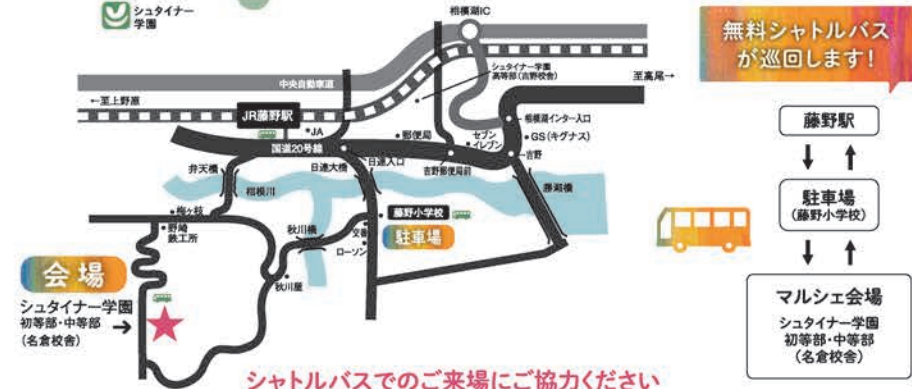 シュタイナー
学園
相模湖IC
シュタイナー学園
高等部(吉野校舎)
至高尾→
中央自動車道
←至上野原
JR藤野駅
•JA
•郵便局
セブン
イレブン
•相模湖インター入口
•GS(キグナス)
国道20号線
日連入口
吉野郵便局前
•吉野
弁天橋
日連大橋
相模川
勝瀬橋
•梅ヶ枝
•野崎
鉄工所
秋川橋
•藤野小学校
交番
駐車場
ローソン
•秋川屋
会場
シュタイナー学園
初等部・中等部 →
(名倉校舎)
無料シャトルバス
が巡回します!
藤野駅
↓ ↑
駐車場
(藤野小学校)
↓ ↑
マルシェ会場
シュタイナー学園
初等部・中等部
(名倉校舎)
シャトルバスでのご来場にご協力ください